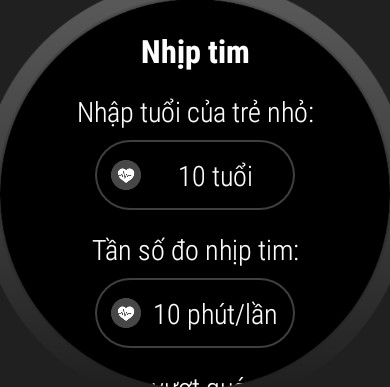 Nhịp tim
Nhập tuổi của trẻ nhỏ:
10 tuổi
Tần số đo nhịp tim:
10 phút/lần